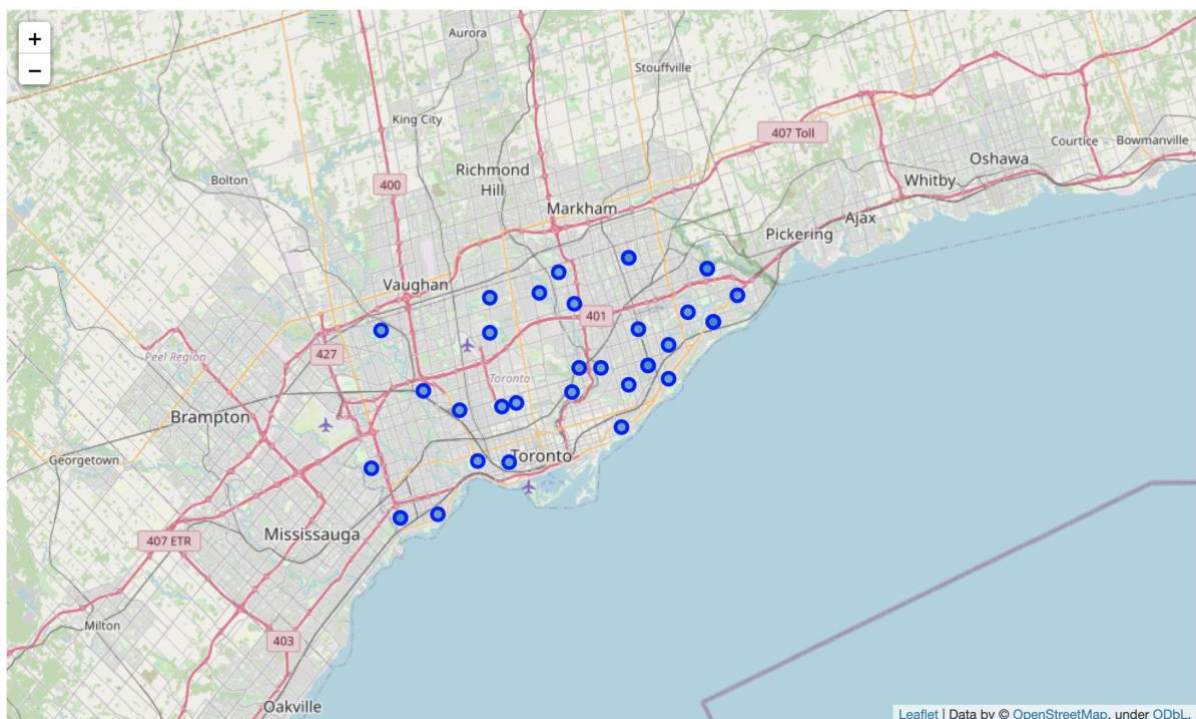 +
Aurora
−
Stouffville
King City
407 Toll
Courtice
Bowmanville
Richmond
Hill
Oshawa
Bolton
400
Whitby
Markham
Ajax
Pickering
Vaughan
401
427
Peel Region
Toronto
Brampton
Georgetown
Toronto
Mississauga
407 ETR
Milton
403
Oakville
Leaflet | Data by © OpenStreetMap, under ODbL.